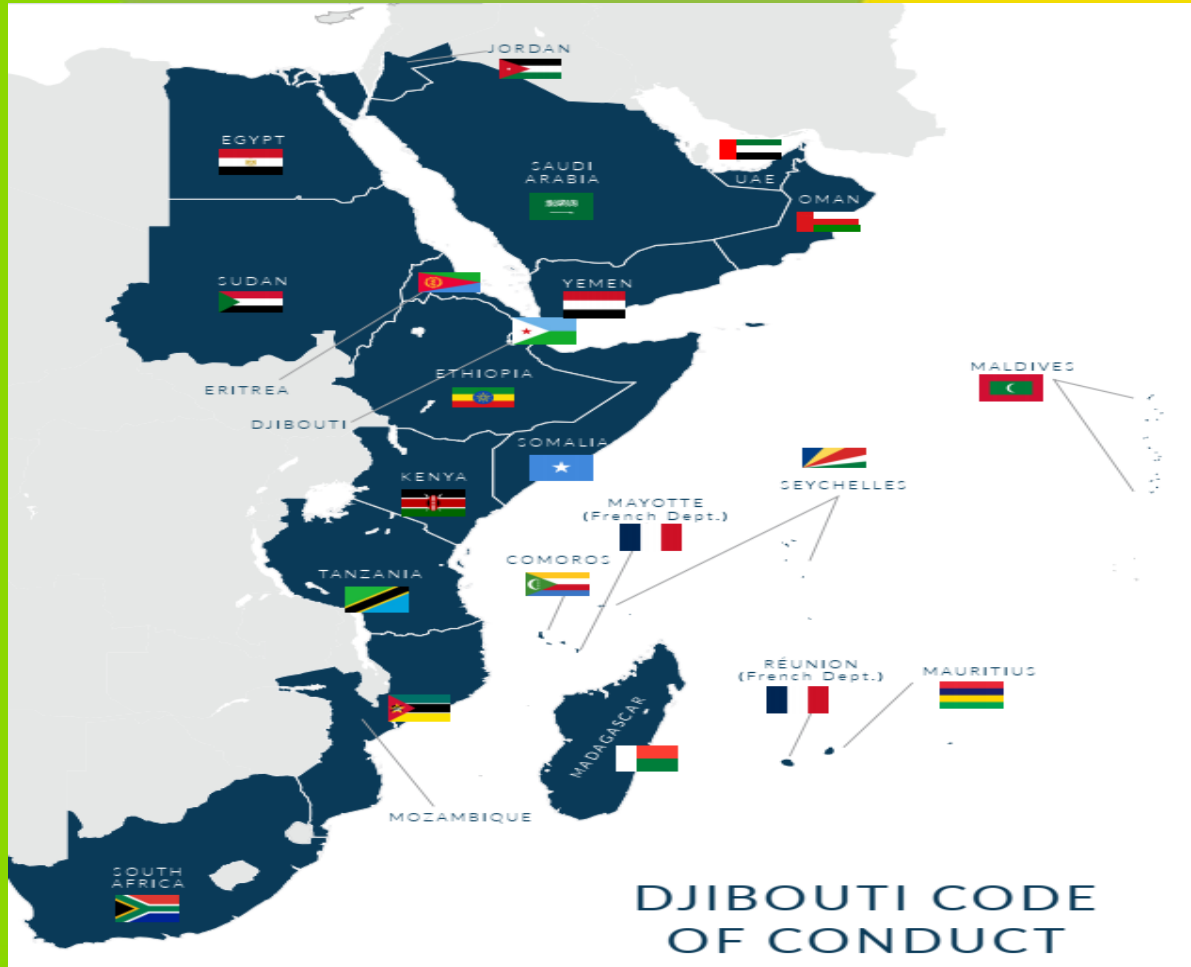 JORDAN
EGYPT
SAUDI
ARABIA
UAE
OMAN
SUDAN
YEMEN
ERITREA
ETHIOPIA
DJIBOUTI
MALDIVES
SOMALIA
KENYA
SEYCHELLES
MAYOTTE
(French Dept.)
COMOROS
TANZANIA
RÉUNION
(French Dept.)
MAURITIUS
MADAGASCAR
MOZAMBIQUE
SOUTH
AFRICA
DJIBOUTI CODE
OF CONDUCT